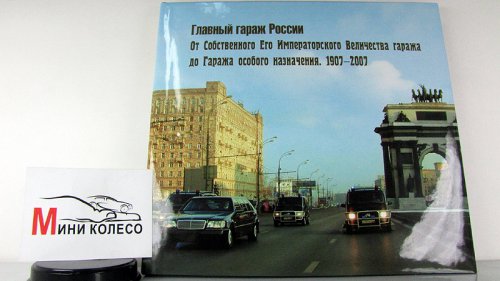 Главный гараж России
От Собственного Его Императорского Величества гаража
до Гаража особого назначения. 1907–2007
Мини колесо